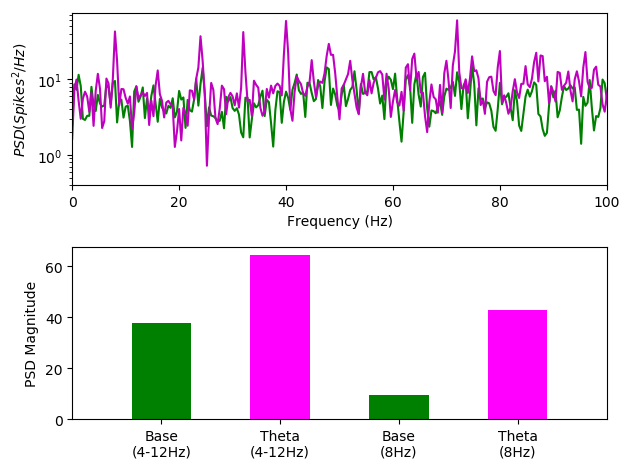 PSD(Spikes²/Hz)
10¹
10⁰
0 20 40 60 80 100
Frequency (Hz)
PSD Magnitude
60
40
20
0
Base Theta Base Theta
(4-12Hz) (4-12Hz) (8Hz) (8Hz)